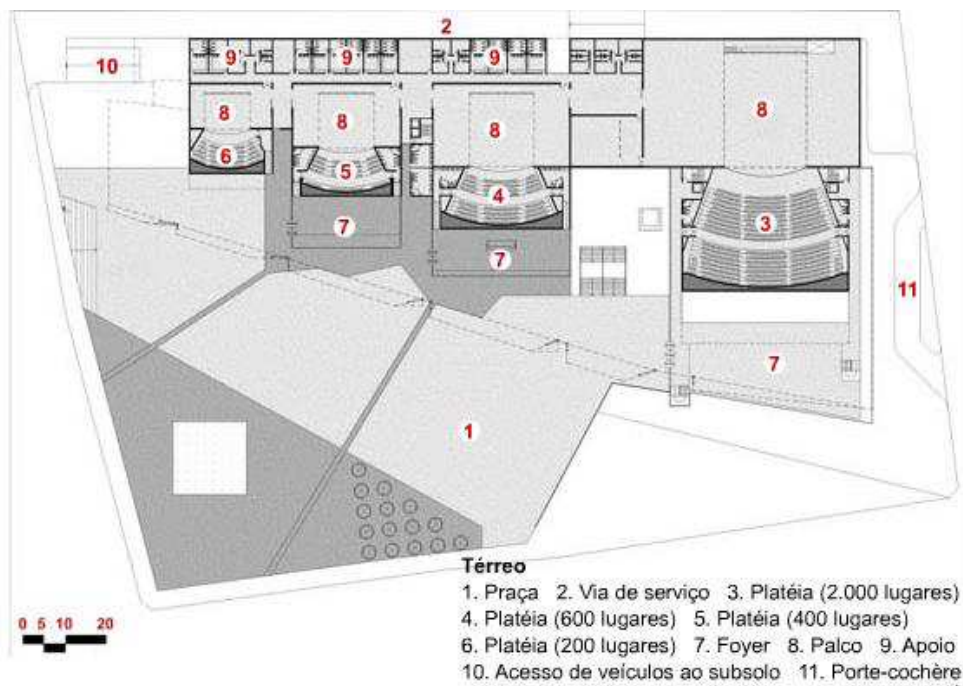 2
10 9' 9 9
8 8 8 8
6 5 4 3
7 7 11
7
1
0 5 10 20
Térreo
1. Praça 2. Via de serviço 3. Platéia (2.000 lugares)
4. Platéia (600 lugares) 5. Platéia (400 lugares)
6. Platéia (200 lugares) 7. Foyer 8. Palco 9. Apoio
10. Acesso de veículos ao subsolo 11. Porte-cochère